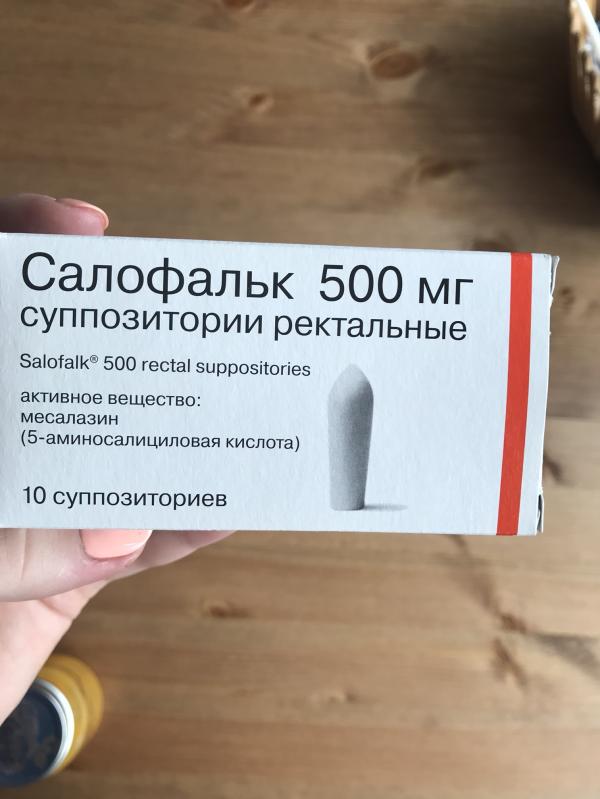 Салофальк 500 мг
суппозитории ректальные
Salofalk® 500 rectal suppositories
активное вещество:
месалазин
(5-аминосалициловая кислота)
10 суппозиториев